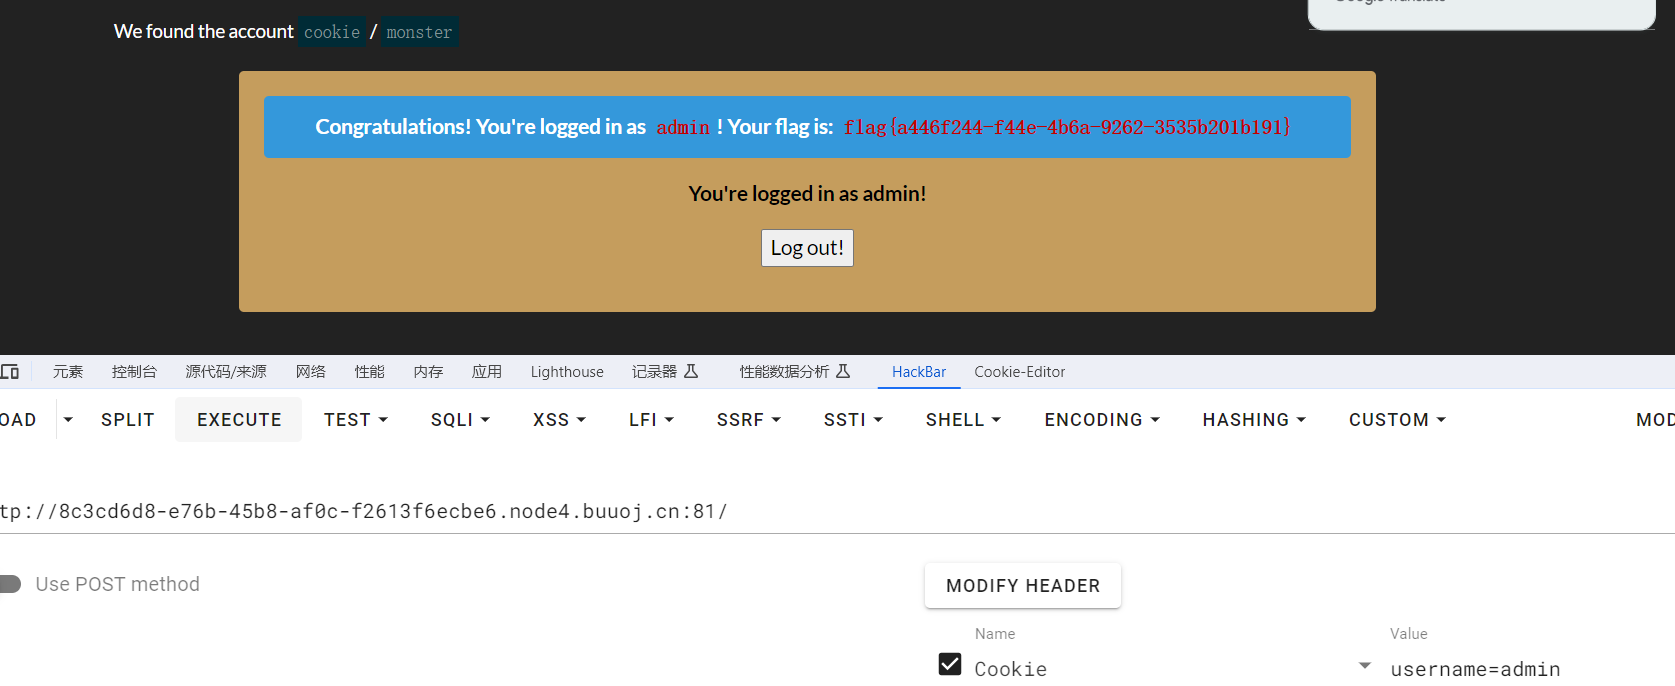 We found the account cookie / monster
Congratulations! You're logged in as admin ! Your flag is: flag{a446f244-f44e-4b6a-9262-3535b201b191}
You're logged in as admin!
Log out!
元素 控制台 源代码/来源 网络 性能 内存 应用 Lighthouse 记录器 性能数据分析 HackBar Cookie-Editor
OAD SPLIT EXECUTE TEST SQLI XSS LFI SSRF SSTI SHELL ENCODING HASHING CUSTOM MOD
tp://8c3cd6d8-e76b-45b8-af0c-f2613f6ecbe6.node4.buuoj.cn:81/
Use POST method
MODIFY HEADER
Name Value
Cookie username=admin